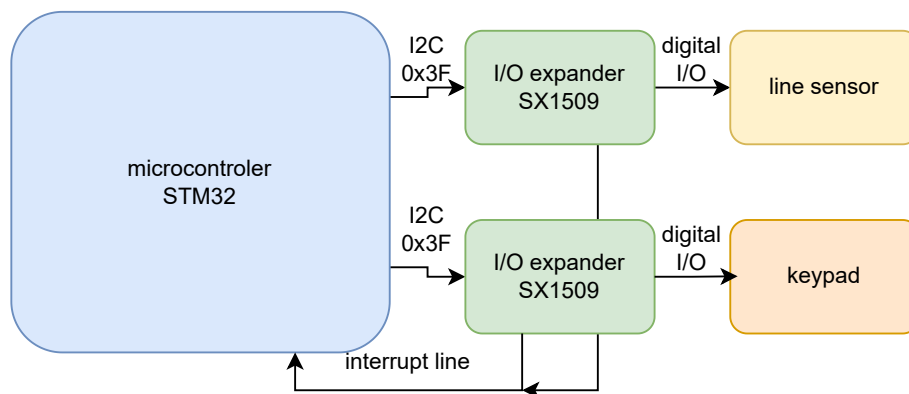 microcontroler
STM32
I2C
0x3F
I/O expander
SX1509
digital
I/O
line sensor
I2C
0x3F
I/O expander
SX1509
digital
I/O
keypad
interrupt line